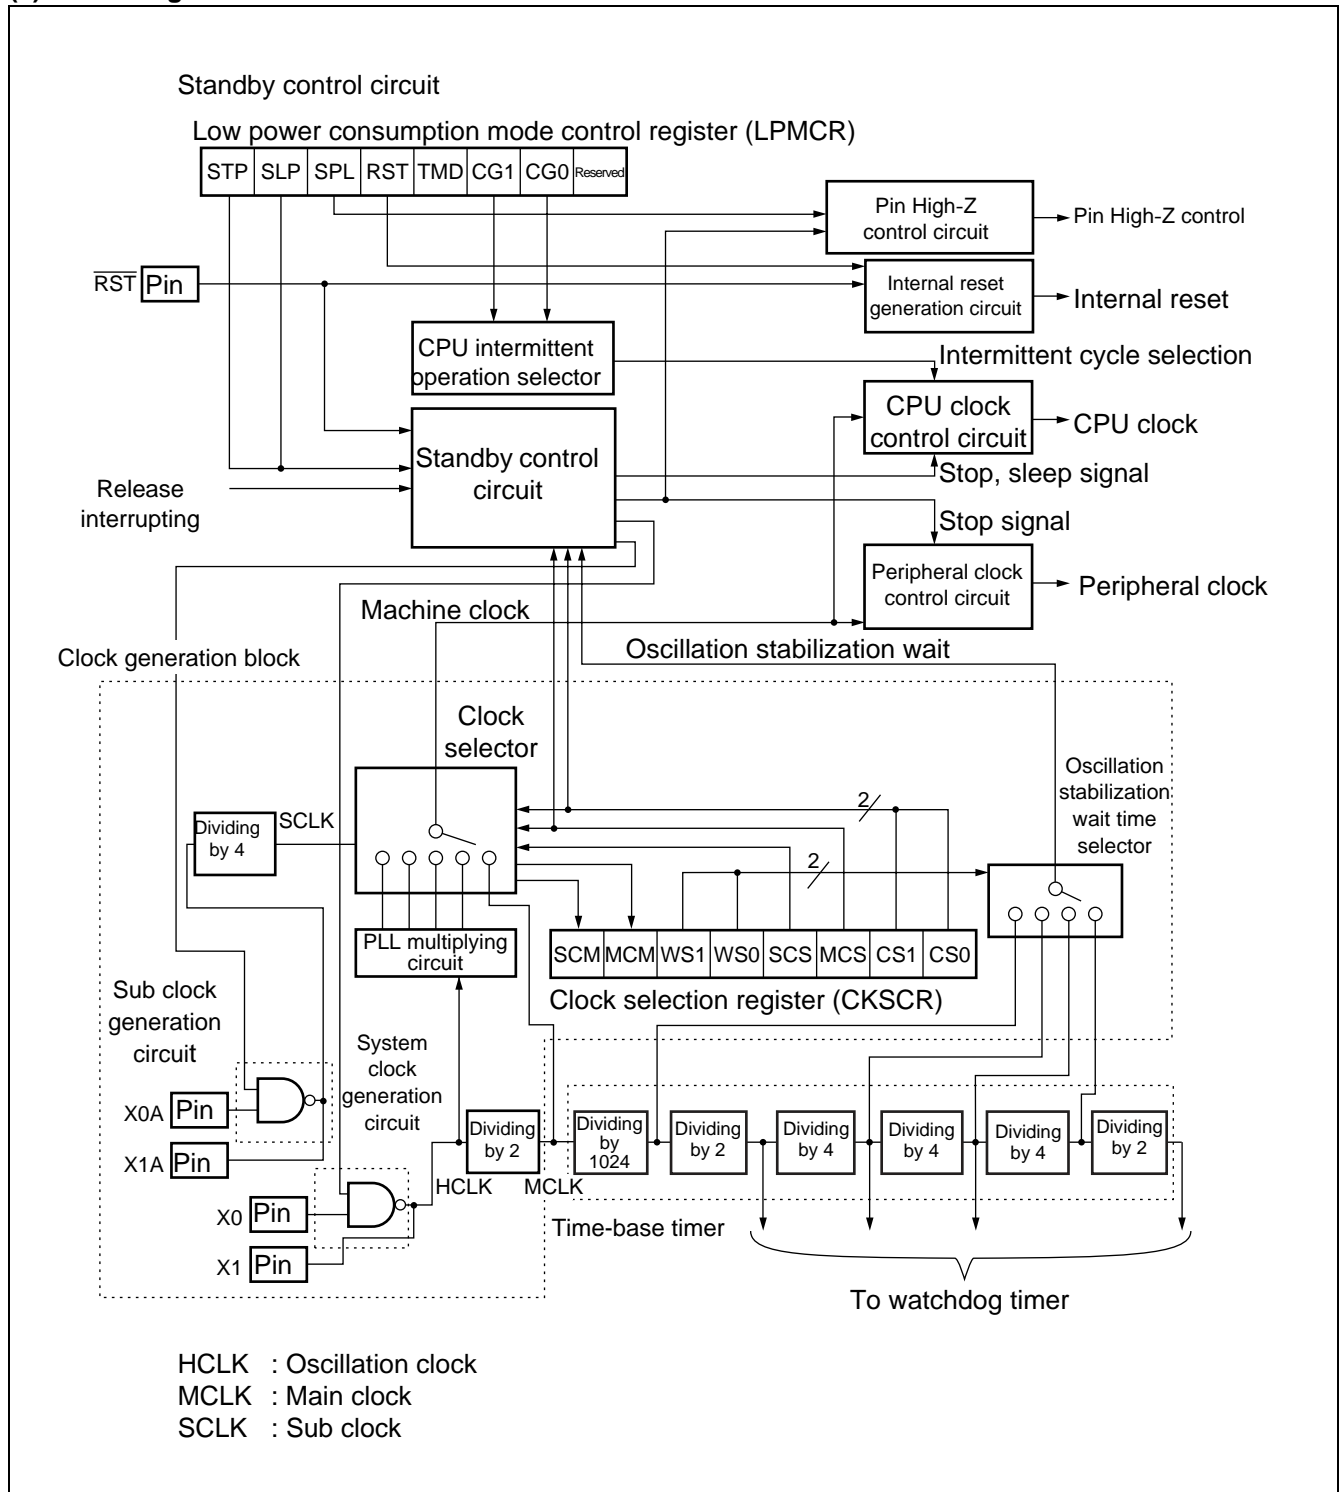 Standby control circuit
Low power consumption mode control register (LPMCR)
STP SLP SPL RST TMD CG1 CG0 Reserved
Pin High-Z
control circuit
Pin High-Z control
RST Pin
Internal reset
generation circuit
Internal reset
CPU intermittent
operation selector
Intermittent cycle selection
CPU clock
control circuit
CPU clock
Standby control
circuit
Stop, sleep signal
Release
interrupting
Stop signal
Peripheral clock
control circuit
Peripheral clock
Machine clock
Oscillation stabilization wait
Clock generation block
Clock
selector
Oscillation
stabilization
wait time
selector
2
Dividing
by 4
SCLK
2
PLL multiplying
circuit
SCM MCM WS1 WS0 SCS MCS CS1 CS0
Clock selection register (CKSCR)
Sub clock
generation
circuit
System
clock
generation
circuit
X0A Pin
X1A Pin
Dividing
by 2
Dividing
by
1024
Dividing
by 2
Dividing
by 4
Dividing
by 4
Dividing
by 4
Dividing
by 2
HCLK
MCLK
X0 Pin
X1 Pin
Time-base timer
To watchdog timer
HCLK : Oscillation clock
MCLK : Main clock
SCLK : Sub clock